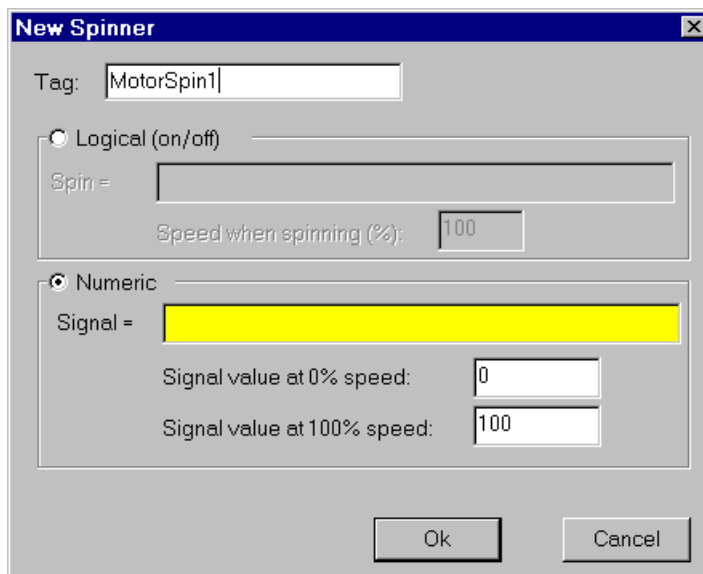 New Spinner
Tag: MotorSpin1
Logical (on/off)
Spin =
Speed when spinning (%): 100
Numeric
Signal =
Signal value at 0% speed: 0
Signal value at 100% speed: 100
Ok Cancel